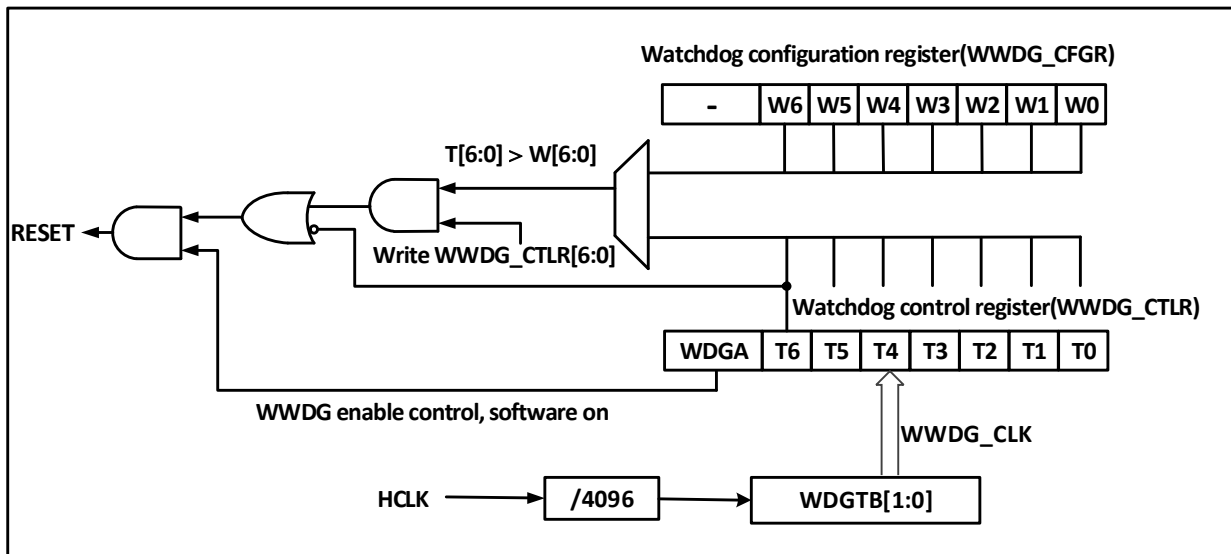 Watchdog configuration register(WWDG_CFGR)
- W6 W5 W4 W3 W2 W1 W0
T[6:0] > W[6:0]
RESET
Write WWDG_CTLR[6:0]
Watchdog control register(WWDG_CTLR)
WDGA T6 T5 T4 T3 T2 T1 T0
WWDG enable control, software on
WWDG_CLK
HCLK /4096 WDGTB[1:0]